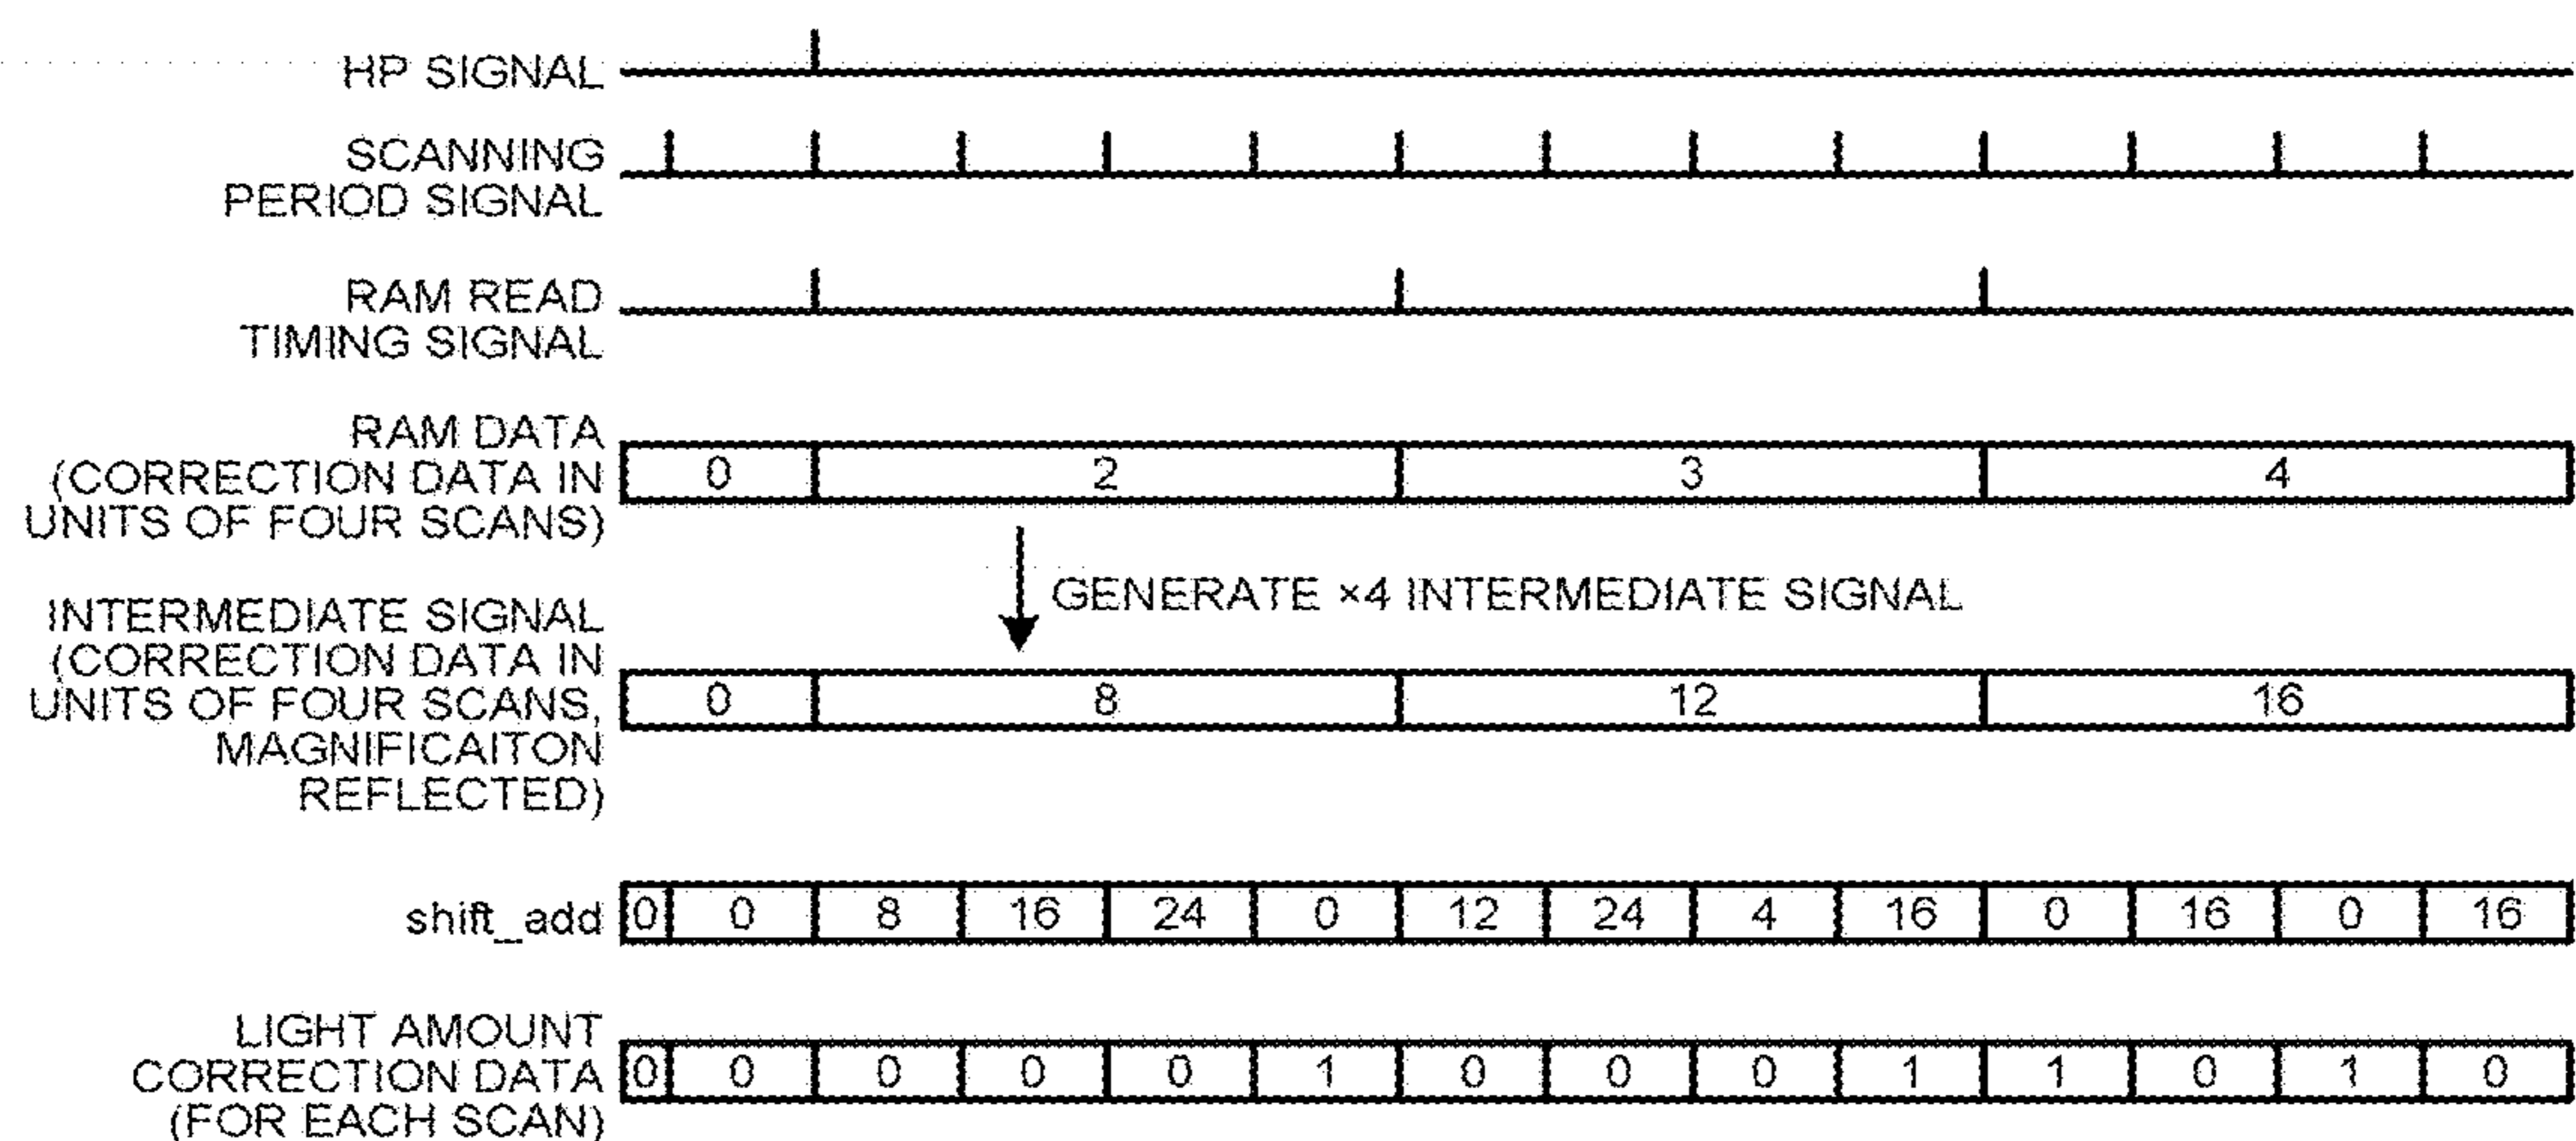 HP SIGNAL
SCANNING
PERIOD SIGNAL
RAM READ
TIMING SIGNAL
RAM DATA
(CORRECTION DATA IN
UNITS OF FOUR SCANS)
0 2 3 4
GENERATE ×4 INTERMEDIATE SIGNAL
INTERMEDIATE SIGNAL
(CORRECTION DATA IN
UNITS OF FOUR SCANS,
MAGNIFICAITON
REFLECTED)
0 8 12 16
shift_add 0 0 8 16 24 0 12 24 4 16 0 16 0 16
LIGHT AMOUNT
CORRECTION DATA
(FOR EACH SCAN)
0 0 0 0 0 1 0 0 0 1 1 0 1 0